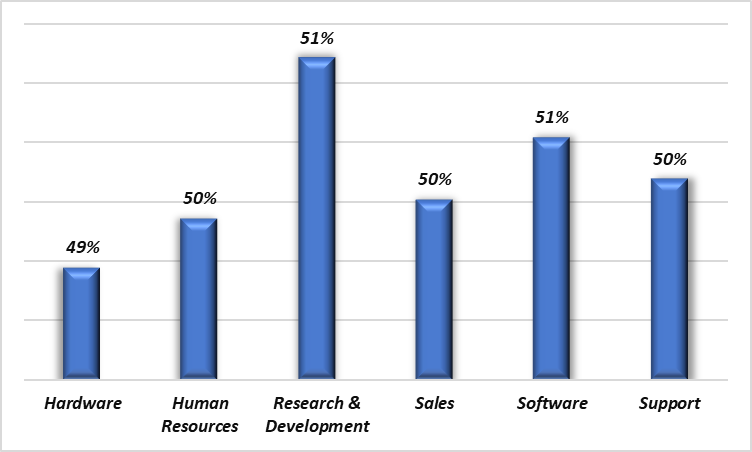 51%
51%
50%
50%
50%
49%
Hardware
Human
Resources
Research &
Development
Sales
Software
Support